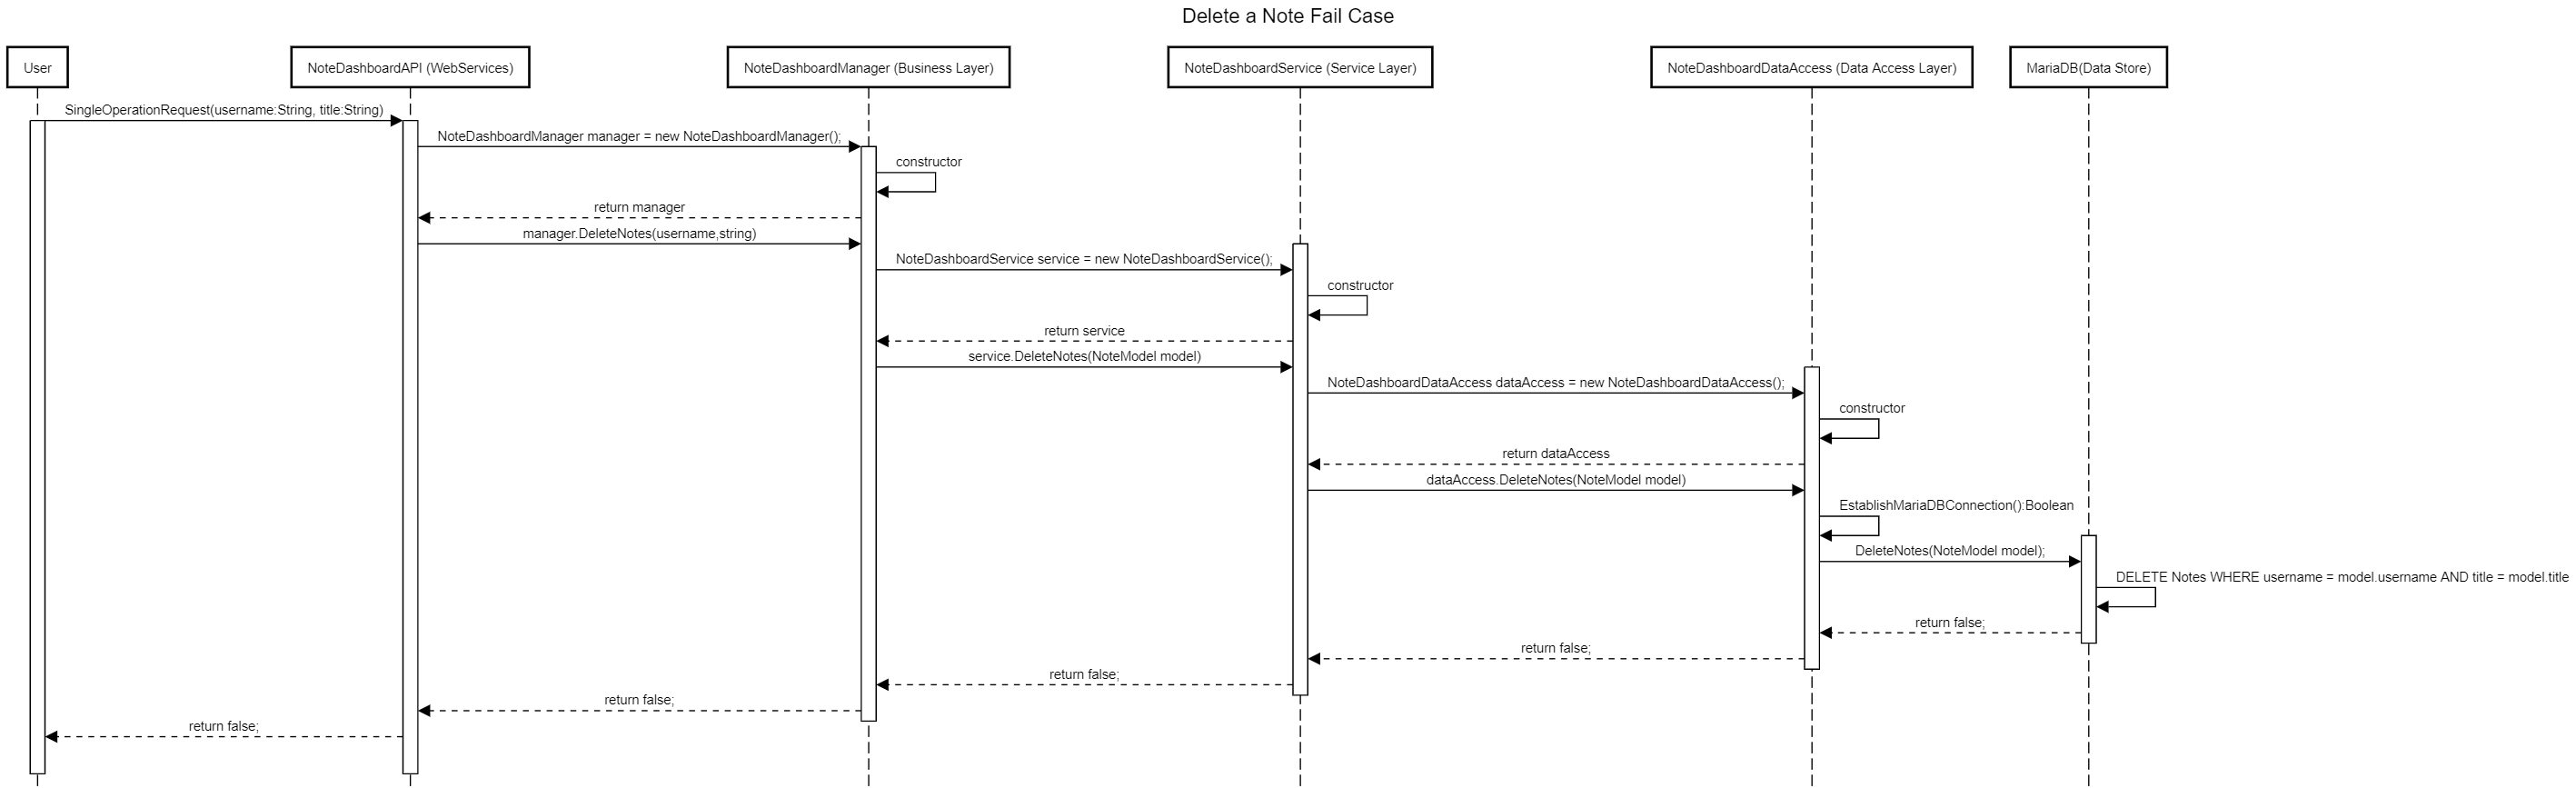 Delete a Note Fail Case
User
NoteDashboardAPI (WebServices)
NoteDashboardManager (Business Layer)
NoteDashboardService (Service Layer)
NoteDashboardDataAccess (Data Access Layer)
MariaDB(Data Store)
SingleOperationRequest(username:String, title:String)
NoteDashboardManager manager = new NoteDashboardManager();
constructor
return manager
manager.DeleteNotes(username,string)
NoteDashboardService service = new NoteDashboardService();
constructor
return service
service.DeleteNotes(NoteModel model)
NoteDashboardDataAccess dataAccess = new NoteDashboardDataAccess();
constructor
return dataAccess
dataAccess.DeleteNotes(NoteModel model)
EstablishMariaDBConnection():Boolean
DeleteNotes(NoteModel model);
DELETE Notes WHERE username = model.username AND title = model.title
return false;
return false;
return false;
return false;
return false;